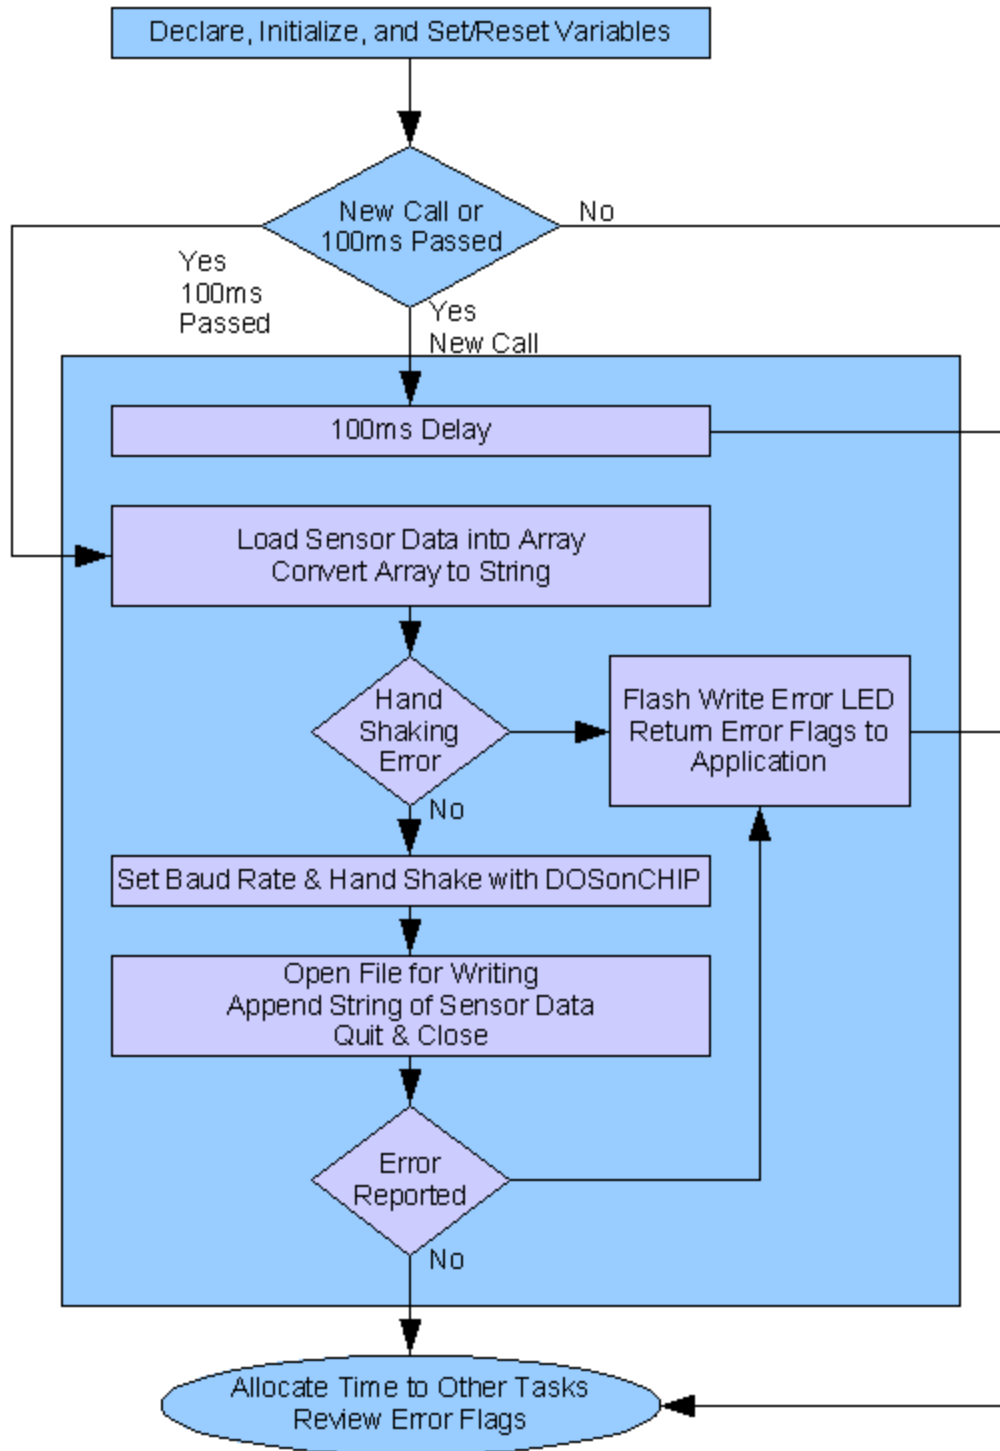 Declare, Initialize, and Set/Reset Variables
New Call or
100ms Passed
No
Yes
100ms
Passed
Yes
New Call
100ms Delay
Load Sensor Data into Array
Convert Array to String
Hand
Shaking
Error
Flash Write Error LED
Return Error Flags to
Application
No
Set Baud Rate & Hand Shake with DOSonCHIP
Open File for Writing
Append String of Sensor Data
Quit & Close
Error
Reported
No
Allocate Time to Other Tasks
Review Error Flags